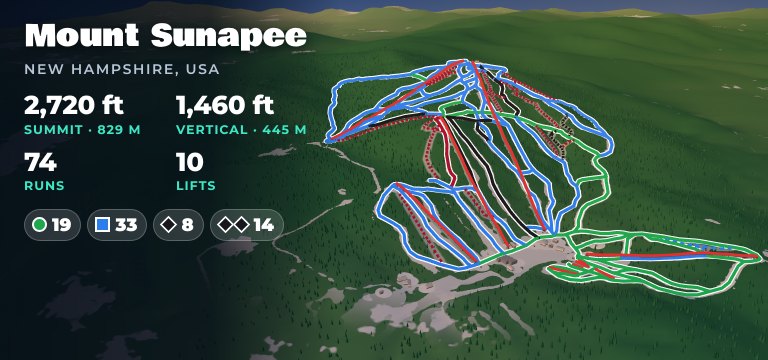 Mount Sunapee
NEW HAMPSHIRE, USA
2,720 ft 1,460 ft
SUMMIT · 829 M VERTICAL · 445 M
74 10
RUNS LIFTS
19 33 8 14